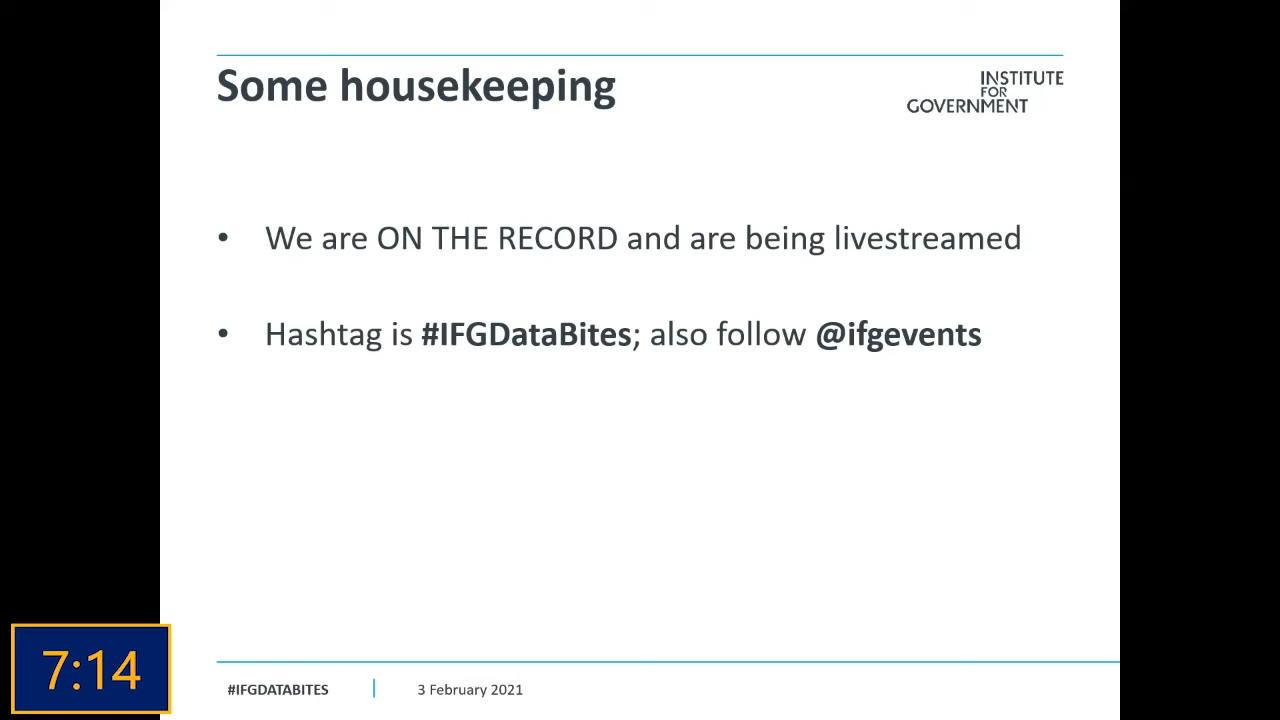 Some housekeeping
INSTITUTE
FOR
GOVERNMENT
• We are ON THE RECORD and are being livestreamed
• Hashtag is #IFGDataBites; also follow @ifgevents
7:14
#IFGDATABITES | 3 February 2021